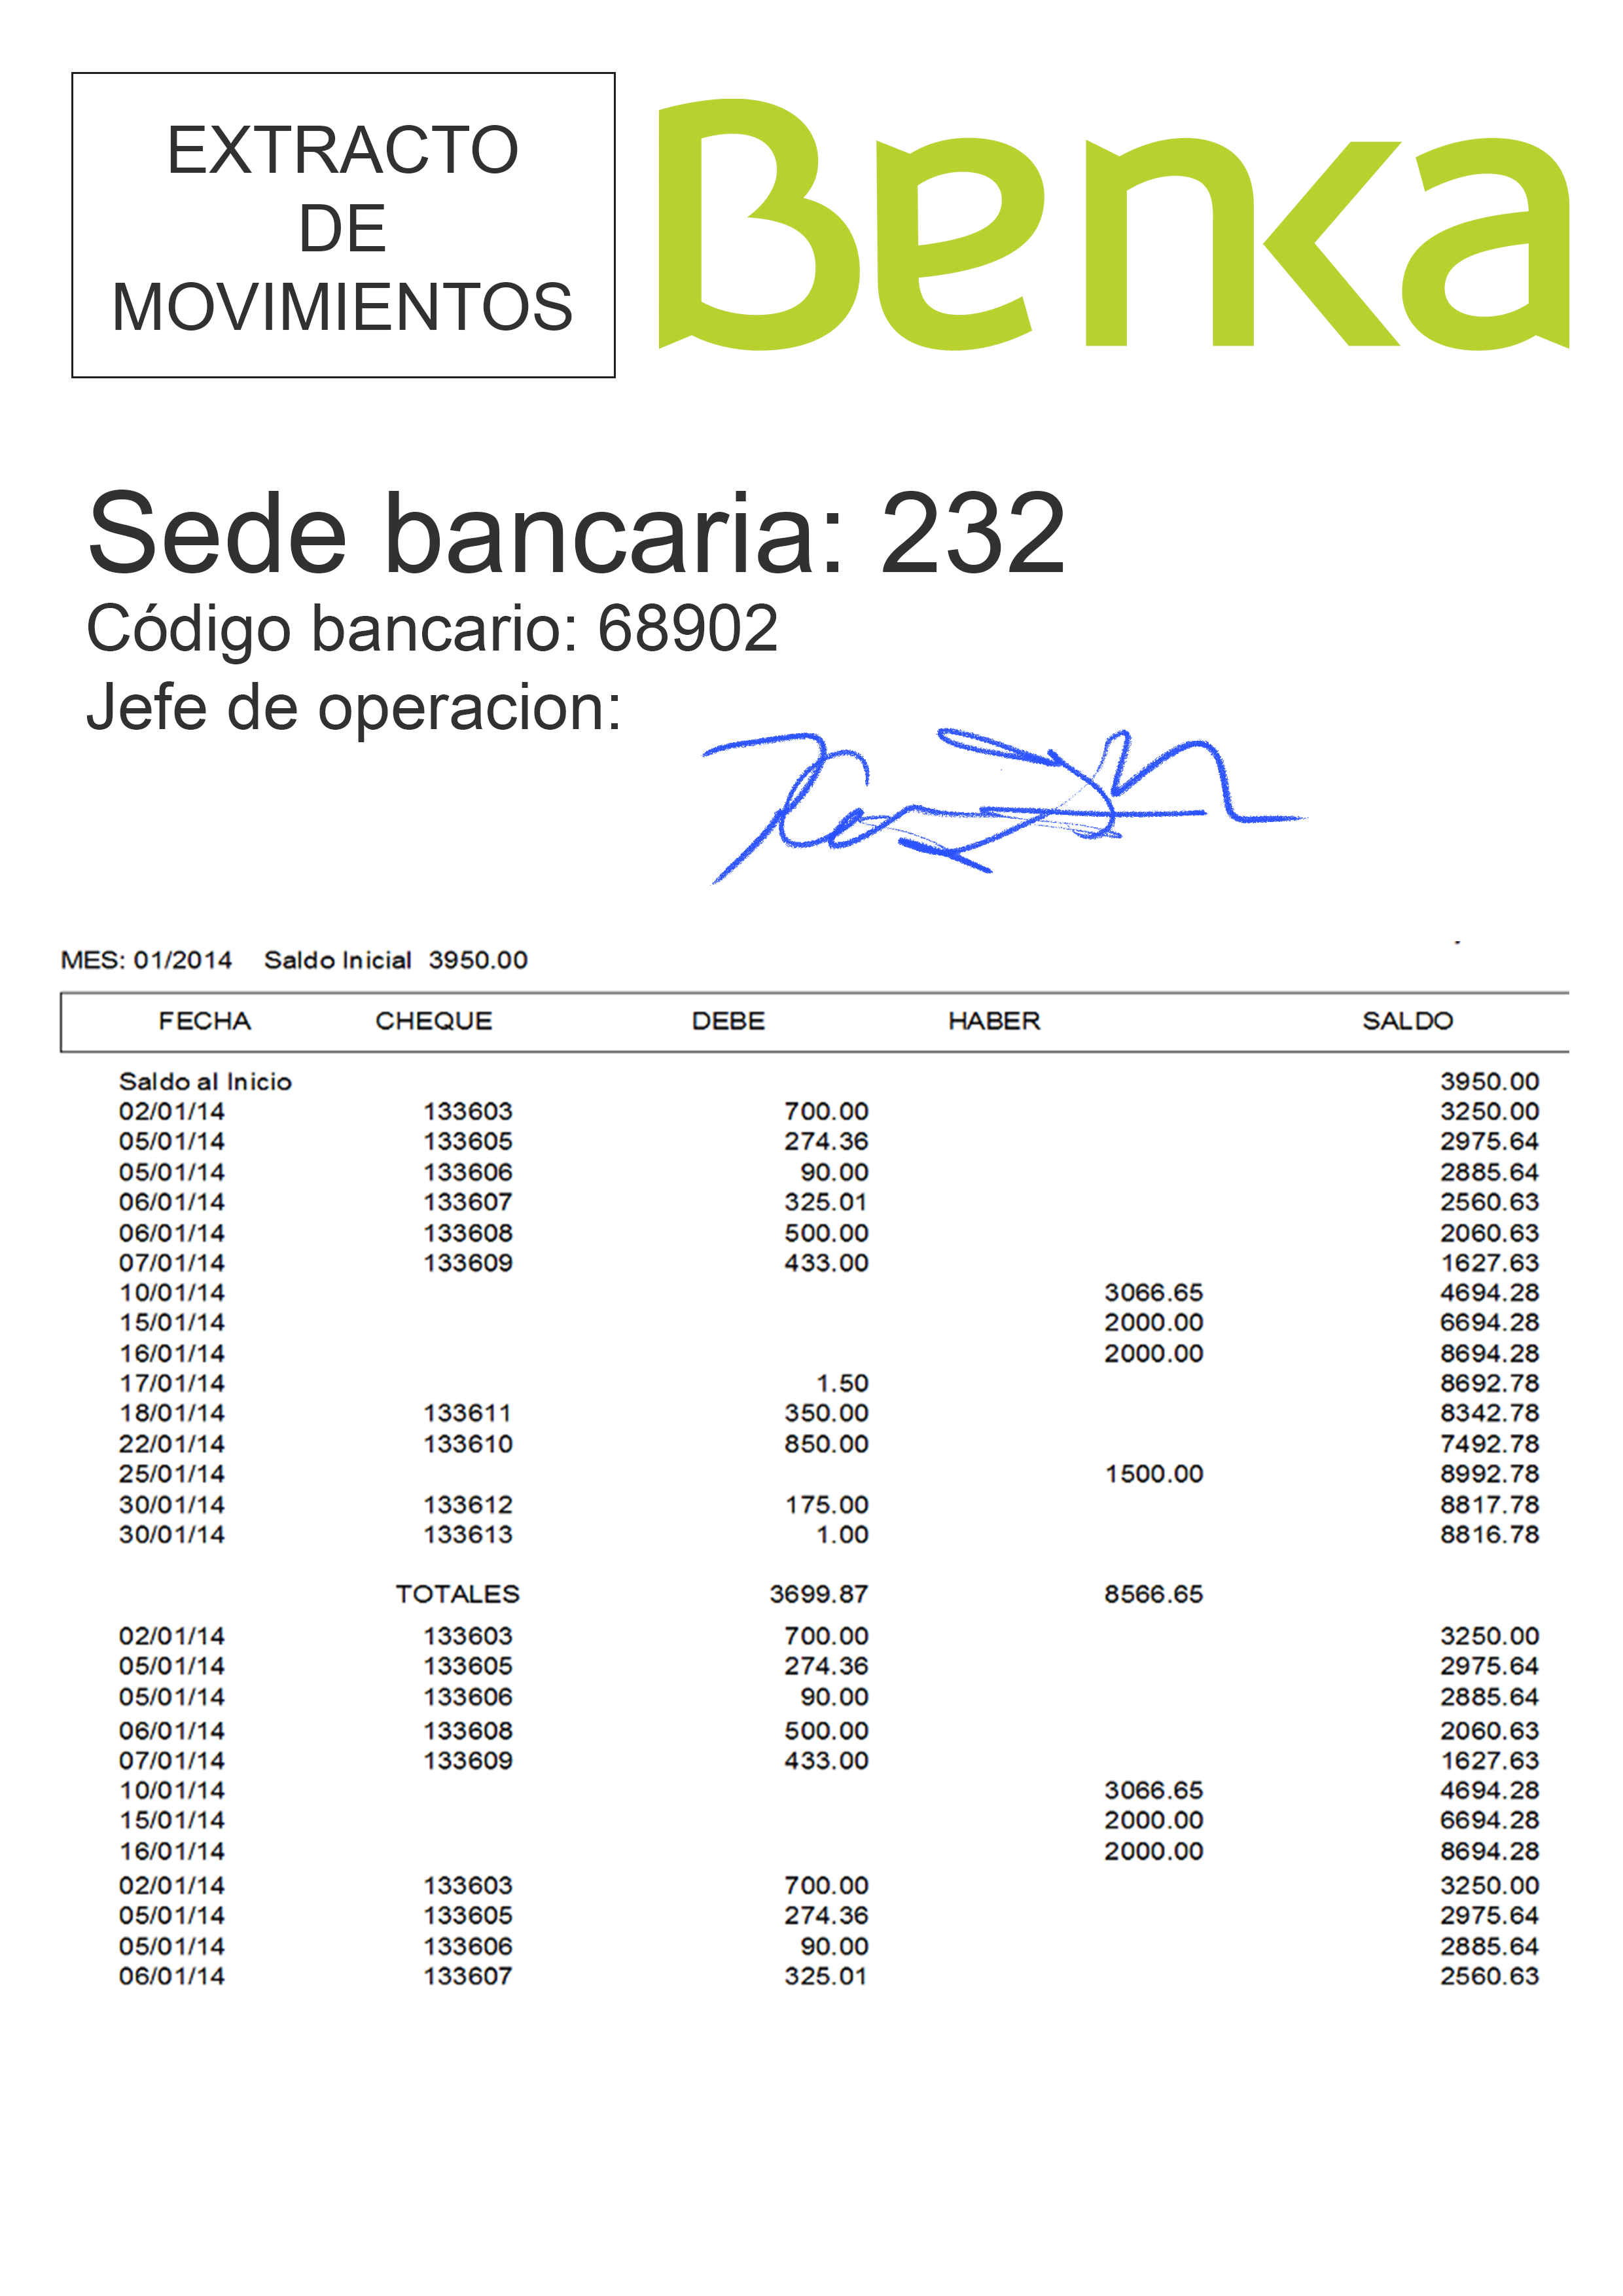 EXTRACTO
DE
MOVIMIENTOS
Benka
Sede bancaria: 232
Código bancario: 68902
Jefe de operacion:
MES: 01/2014 Saldo Inicial 3950.00
FECHA CHEQUE DEBE HABER SALDO
Saldo al Inicio 3950.00
02/01/14 133603 700.00 3250.00
05/01/14 133605 274.36 2975.64
05/01/14 133606 90.00 2885.64
06/01/14 133607 325.01 2560.63
06/01/14 133608 500.00 2060.63
07/01/14 133609 433.00 1627.63
10/01/14 3066.65 4694.28
15/01/14 2000.00 6694.28
16/01/14 2000.00 8694.28
17/01/14 1.50 8692.78
18/01/14 133611 350.00 8342.78
22/01/14 133610 850.00 7492.78
25/01/14 1500.00 8992.78
30/01/14 133612 175.00 8817.78
30/01/14 133613 1.00 8816.78
TOTALES 3699.87 8566.65
02/01/14 133603 700.00 3250.00
05/01/14 133605 274.36 2975.64
05/01/14 133606 90.00 2885.64
06/01/14 133608 500.00 2060.63
07/01/14 133609 433.00 1627.63
10/01/14 3066.65 4694.28
15/01/14 2000.00 6694.28
16/01/14 2000.00 8694.28
02/01/14 133603 700.00 3250.00
05/01/14 133605 274.36 2975.64
05/01/14 133606 90.00 2885.64
06/01/14 133607 325.01 2560.63